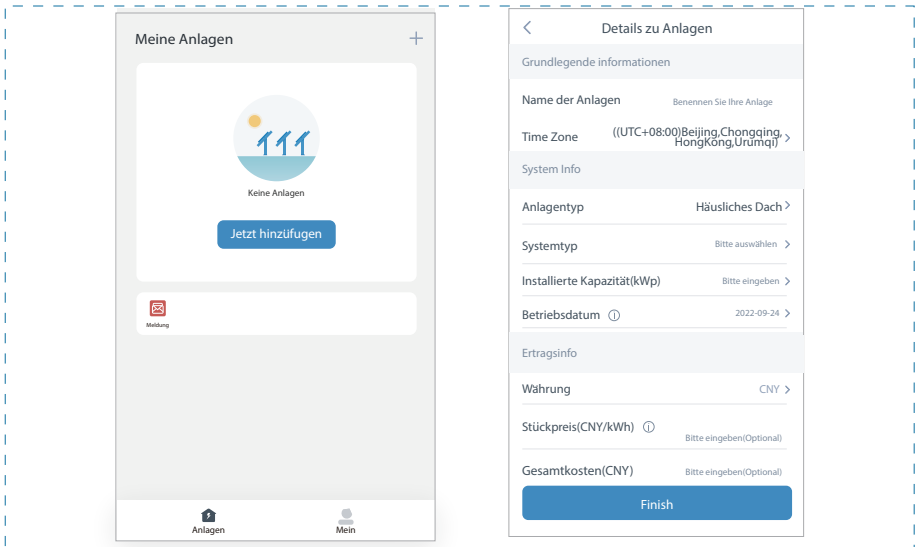 Meine Anlagen
Keine Anlagen
Jetzt hinzüfugen
Meldung
Anlagen
Mein
Details zu Anlagen
Grundlegende informationen
Name der Anlagen Benennen Sie Ihre Anlage
Time Zone ((UTC+08:00)Beijing,Chongqing,
HongKong,Urumqi)
System Info
Anlagentyp Häusliches Dach
Systemtyp Bitte auswählen
Installierte Kapazität(kWp) Bitte eingeben
Betriebsdatum 2022-09-24
Ertragsinfo
Währung CNY
Stückpreis(CNY/kWh)
Bitte eingeben(Optional)
Gesamtkosten(CNY) Bitte eingeben(Optional)
Finish